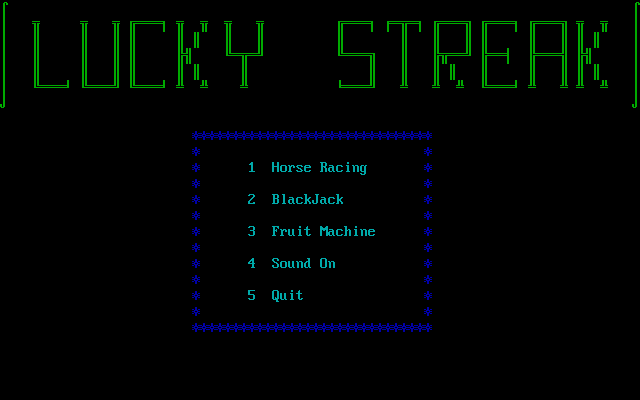 LUCKY STREAK
1 Horse Racing
2 BlackJack
3 Fruit Machine
4 Sound On
5 Quit